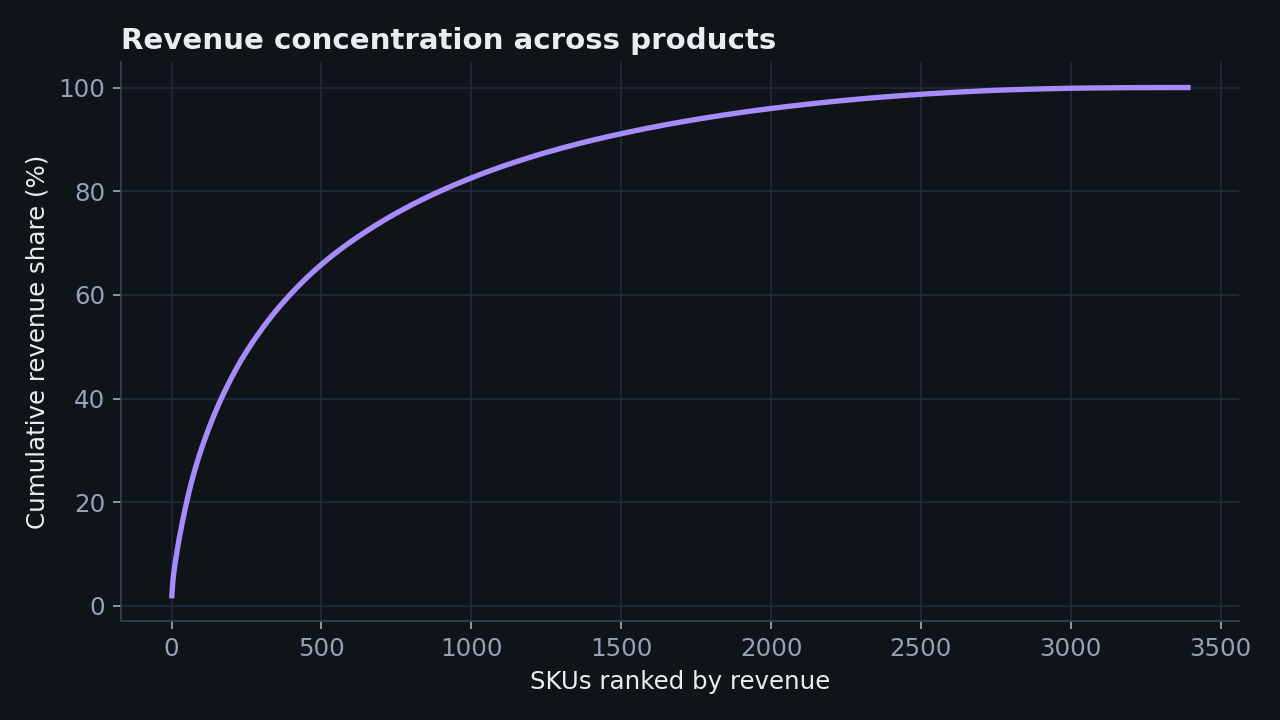 Revenue concentration across products
Cumulative revenue share (%)
100
80
60
40
20
0
0 500 1000 1500 2000 2500 3000 3500
SKUs ranked by revenue